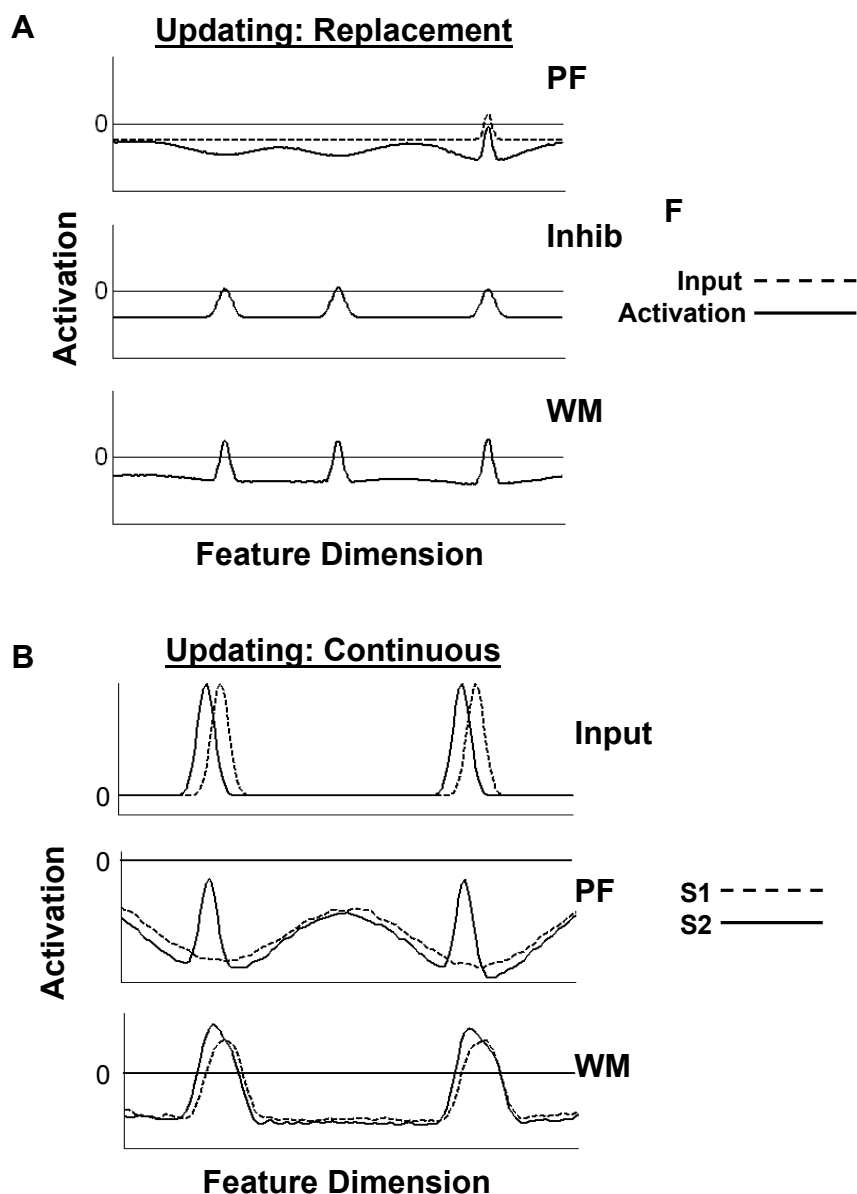 A
Updating: Replacement
PF
0
F
Inhib
0
Input
Activation
Activation
WM
0
Feature Dimension
B
Updating: Continuous
Input
0
0
PF
S1
S2
Activation
WM
0
Feature Dimension